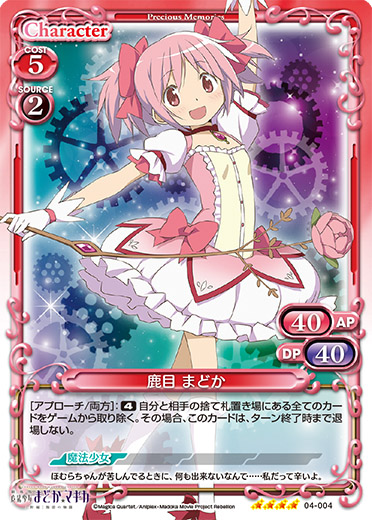 Precious Memories
Character
COST
5
SOURCE
2
40 AP
DP 40
鹿目 まどか
[アプローチ/両方]:4自分と相手の捨て札置き場にある全てのカー
ドをゲームから取り除く。その場合、このカードは、ターン終了時まで退
場しない。
魔法少女
ほむらちゃんが苦しんでるときに、何も出来ないなんて……私だって辛いよ。
まどか☆マギカ
©Magica Quartet/Aniplex・Madoka Movie Project Rebellion
04-004